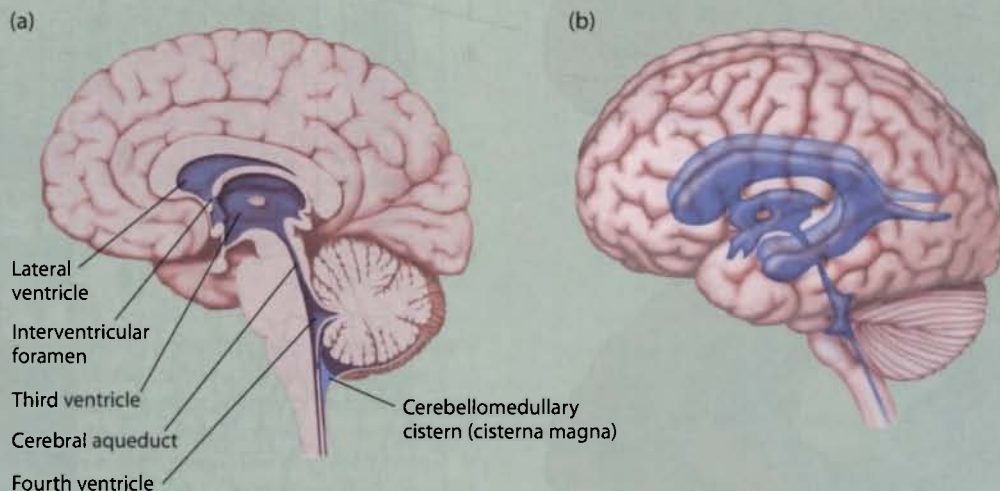 (a)
(b)
Lateral
ventricle
Interventricular
foramen
Third ventricle
Cerebral aqueduct
Fourth ventricle
Cerebellomedullary
cistern (cisterna magna)